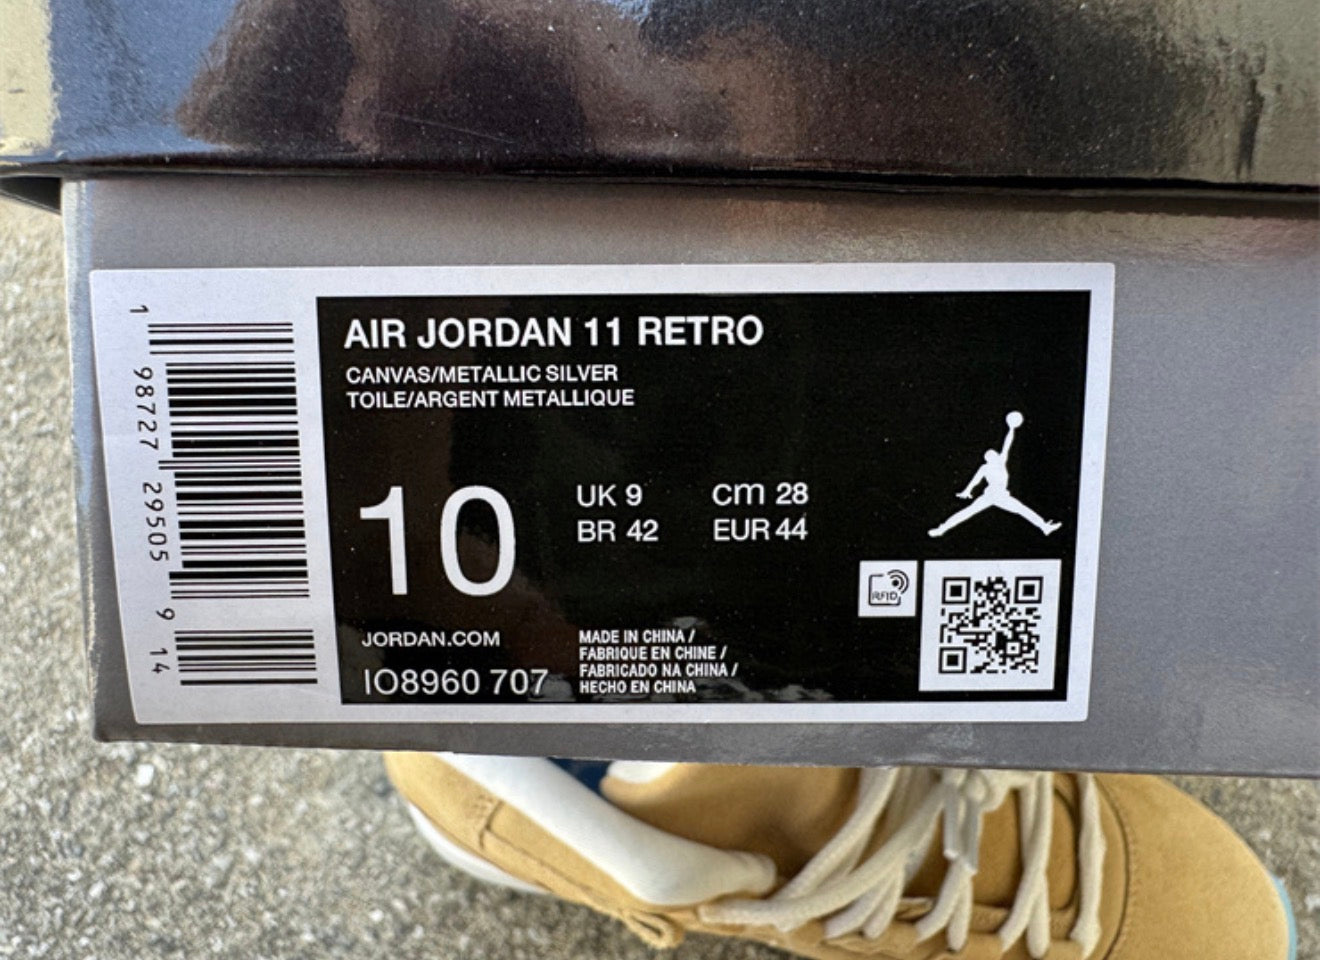 AIR JORDAN 11 RETRO
CANVAS/METALLIC SILVER
TOILE/ARGENT METALLIQUE
10
UK 9 cm 28
BR 42 EUR 44
JORDAN.COM
IO8960 707
MADE IN CHINA /
FABRIQUE EN CHINE /
FABRICADO NA CHINA /
HECHO EN CHINA
RFID
1 98727 29505 9 14